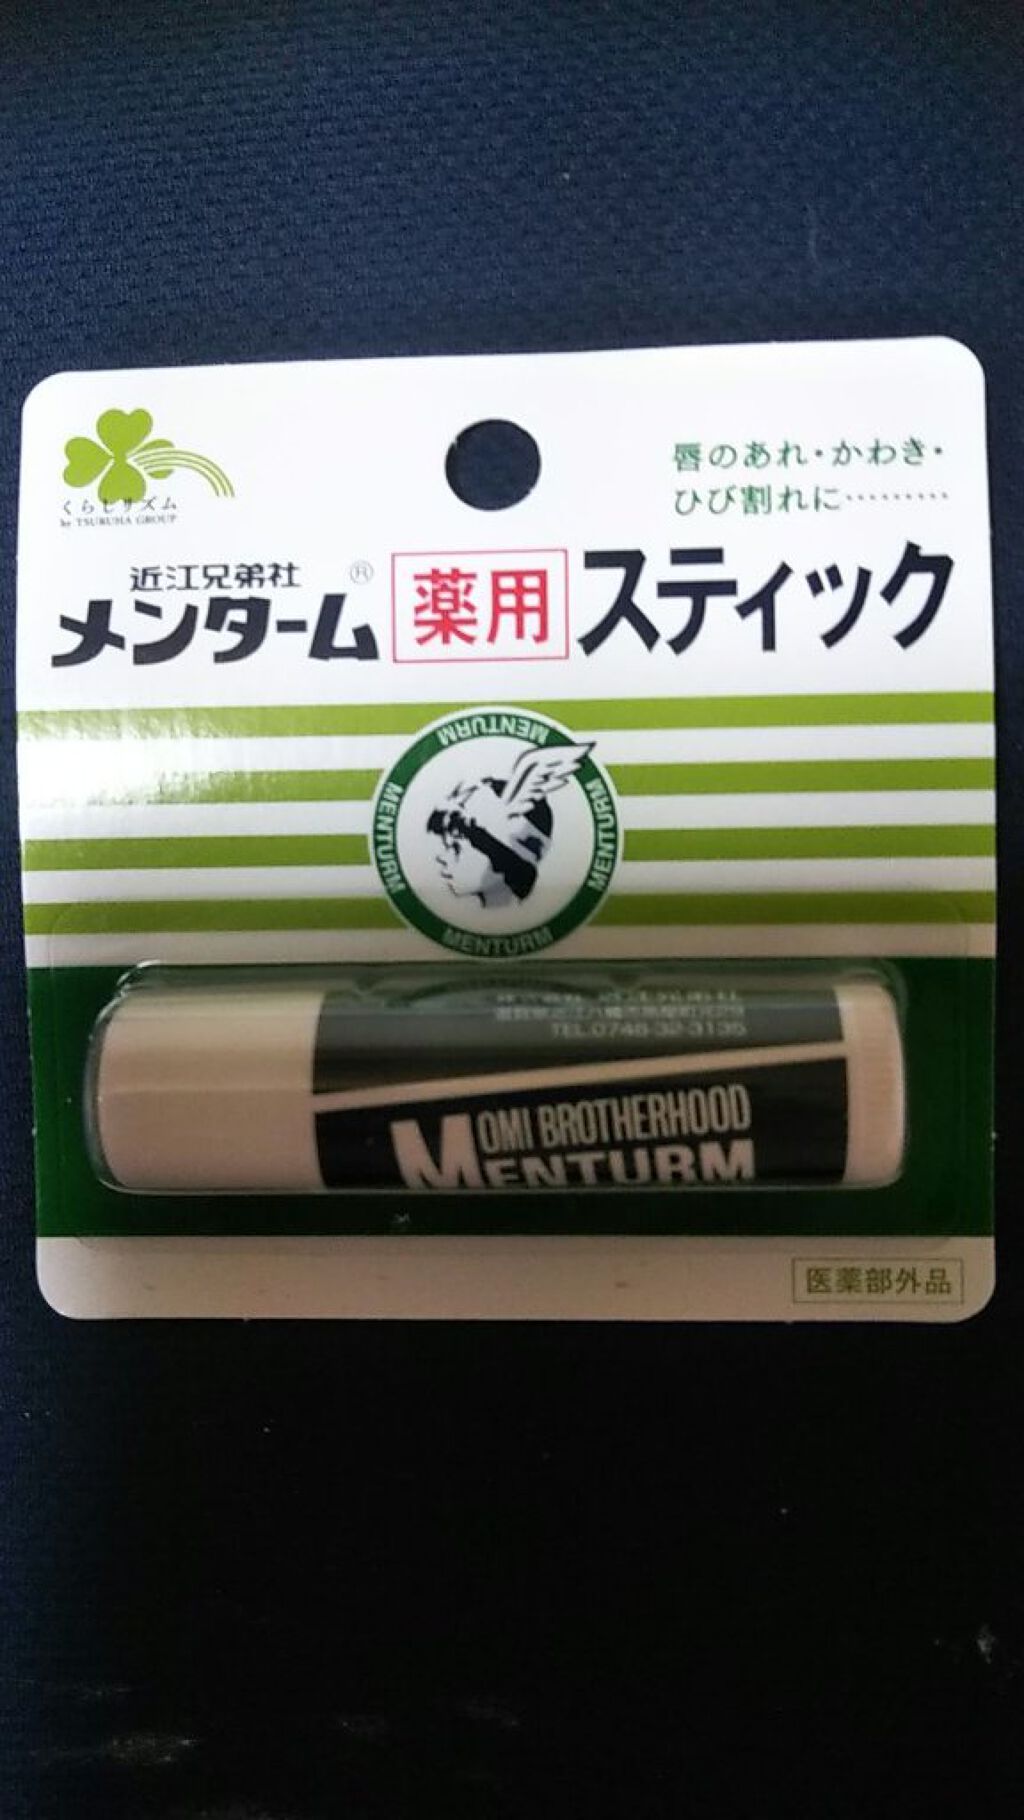 くらしリズム
by TSURUHA GROUP
唇のあれ・かわき・
ひび割れに………
近江兄弟社
メンターム® 薬用 スティック
MENTURM
MENTURM
MENTURM
MENTURM
TEL.0748-32-3135
OMI BROTHERHOOD
MENTURM
医薬部外品